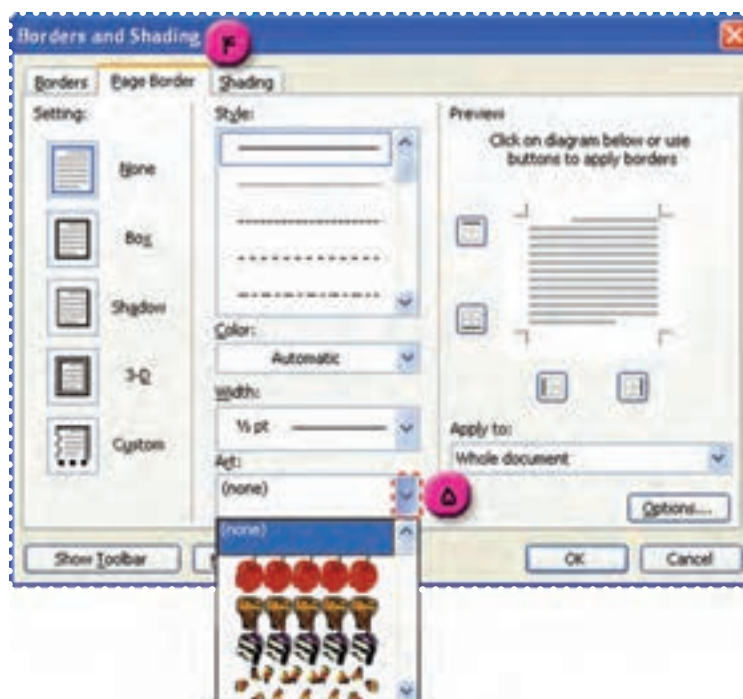 Borders and Shading
۴
Borders
Page Border
Shading
Setting:
None
Box
Shadow
3-D
Custom
Style:
Color:
Automatic
Width:
½ pt
Art:
(none)
۵
(none)
Preview
Click on diagram below or use
buttons to apply borders
Apply to:
Whole document
Options...
Show Toolbar
OK
Cancel